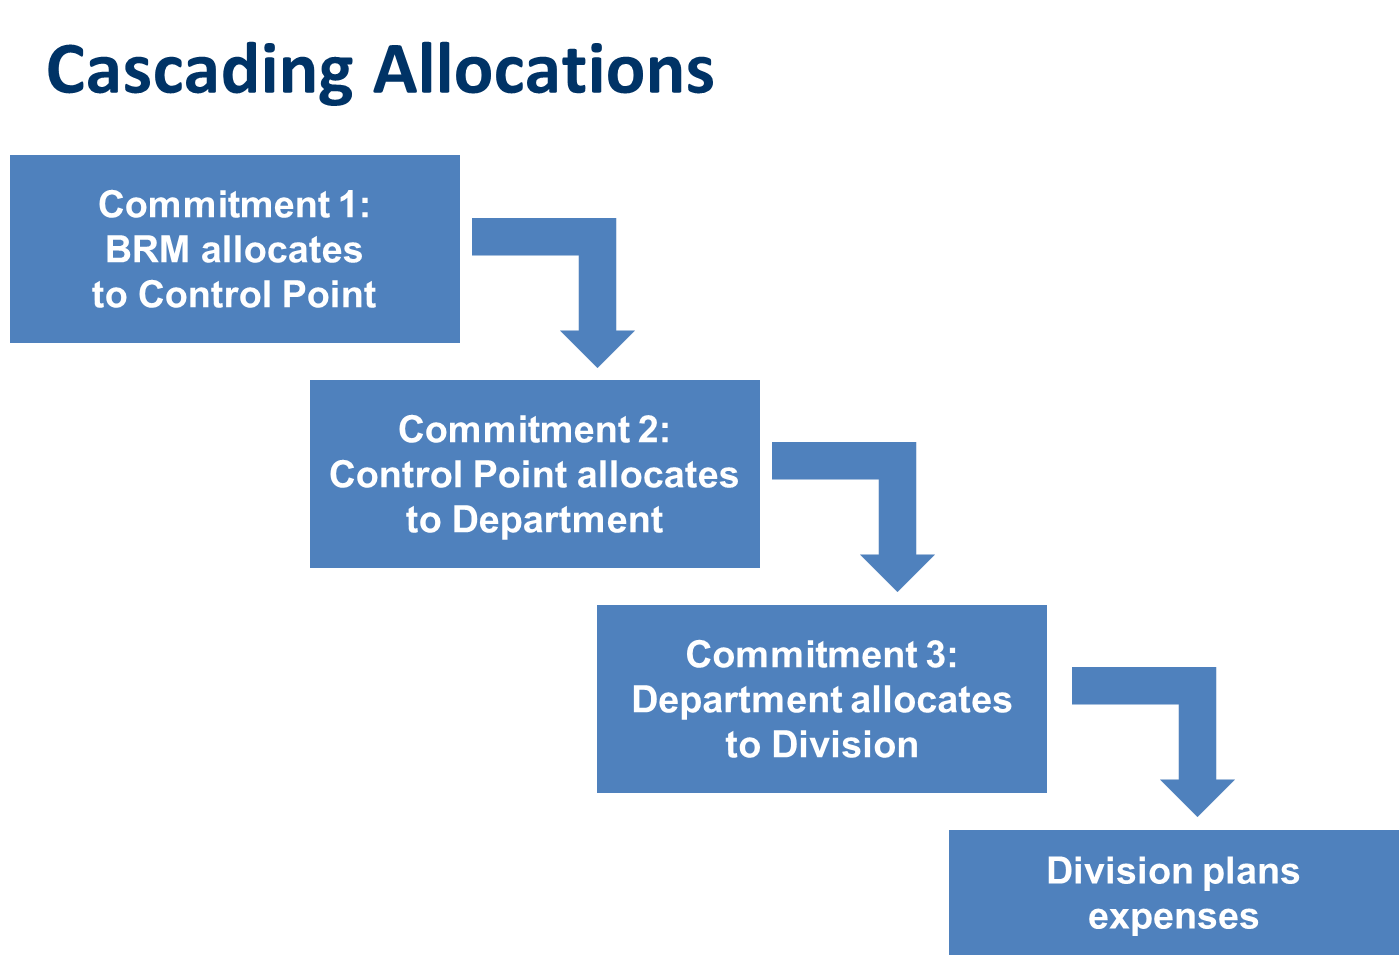 Cascading Allocations
Commitment 1:
BRM allocates
to Control Point
Commitment 2:
Control Point allocates
to Department
Commitment 3:
Department allocates
to Division
Division plans
expenses